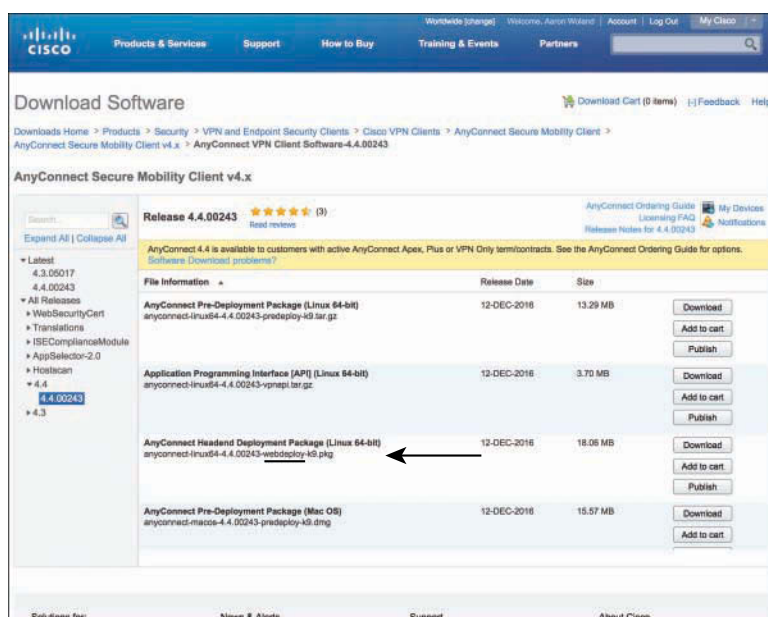 Worldwide [change] Welcome, Aaron Woland Account Log Out My Cisco
CISCO
Products & Services Support How to Buy Training & Events Partners
Download Software
Download Cart (0 items) [-] Feedback Help
Downloads Home > Products > Security > VPN and Endpoint Security Clients > Cisco VPN Clients > AnyConnect Secure Mobility Client >
AnyConnect Secure Mobility Client v4.x > AnyConnect VPN Client Software-4.4.00243
AnyConnect Secure Mobility Client v4.x
Search...
Expand All | Collapse All
Latest
4.3.05017
4.4.00243
All Releases
WebSecurityCert
Translations
ISEComplianceModule
AppSelector-2.0
Hostscan
4.4
4.4.00243
4.3
Release 4.4.00243 (3)
Read reviews
AnyConnect Ordering Guide
Licensing FAQ
Release Notes for 4.4.00243
My Devices
Notifications
AnyConnect 4.4 is available to customers with active AnyConnect Apex, Plus or VPN Only term/contracts. See the AnyConnect Ordering Guide for options.
Software Download problems?
File Information Release Date Size
AnyConnect Pre-Deployment Package (Linux 64-bit) 12-DEC-2016 13.29 MB Download
anyconnect-linux64-4.4.00243-predeploy-k9.tar.gz
Add to cart
Publish
Application Programming Interface [API] (Linux 64-bit) 12-DEC-2016 3.70 MB Download
anyconnect-linux64-4.4.00243-vpnapi.tar.gz
Add to cart
Publish
AnyConnect Headend Deployment Package (Linux 64-bit) 12-DEC-2016 18.06 MB Download
anyconnect-linux64-4.4.00243-webdeploy-k9.pkg
Add to cart
Publish
AnyConnect Pre-Deployment Package (Mac OS) 12-DEC-2016 15.57 MB Download
anyconnect-macos-4.4.00243-predeploy-k9.dmg
Add to cart
Solutions for: News & Alerts Support About Cisco